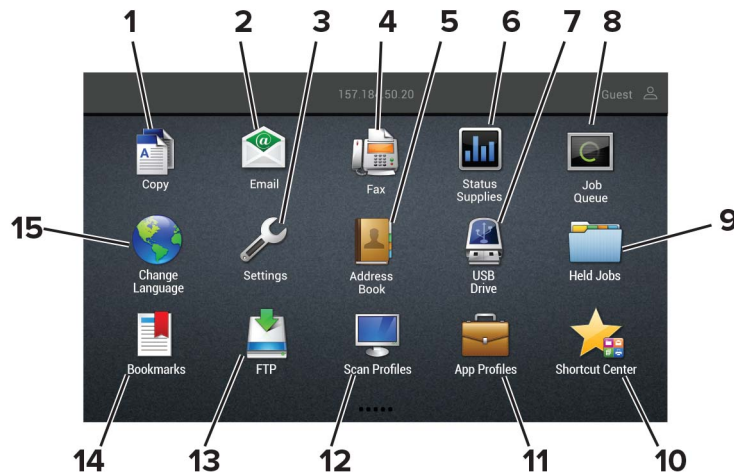 1 2 3 4 5 6 7 8
157.184.50.20 Guest
A @
Copy Email Fax Status Supplies Job Queue
15 9
Change Language Settings Address Book USB Drive Held Jobs
Bookmarks FTP Scan Profiles App Profiles Shortcut Center
14 13 12 11 10